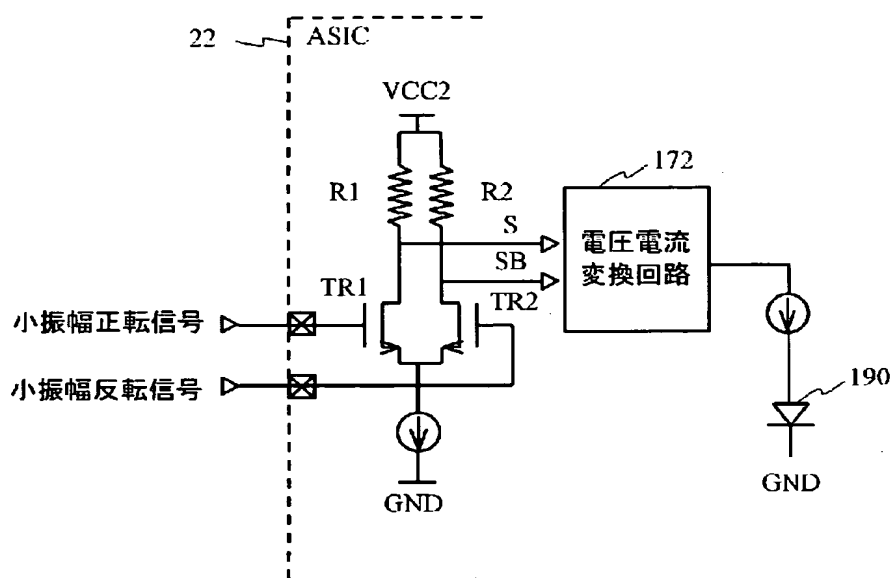 22
ASIC
VCC2
172
R1
R2
S
SB
電圧電流
変換回路
TR1
TR2
小振幅正転信号
小振幅反転信号
190
GND
GND